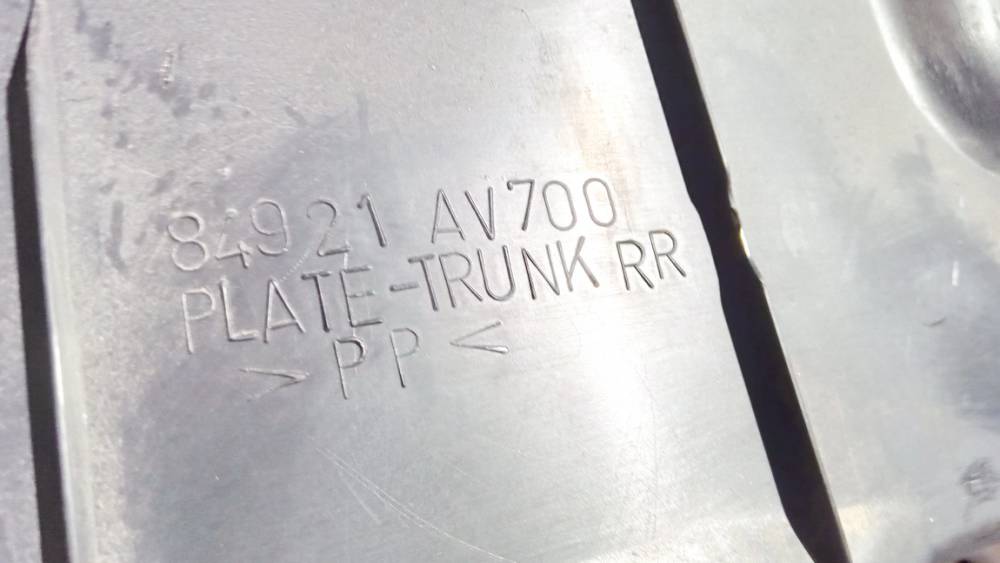 84921 AV700
PLATE-TRUNK RR
>PP<